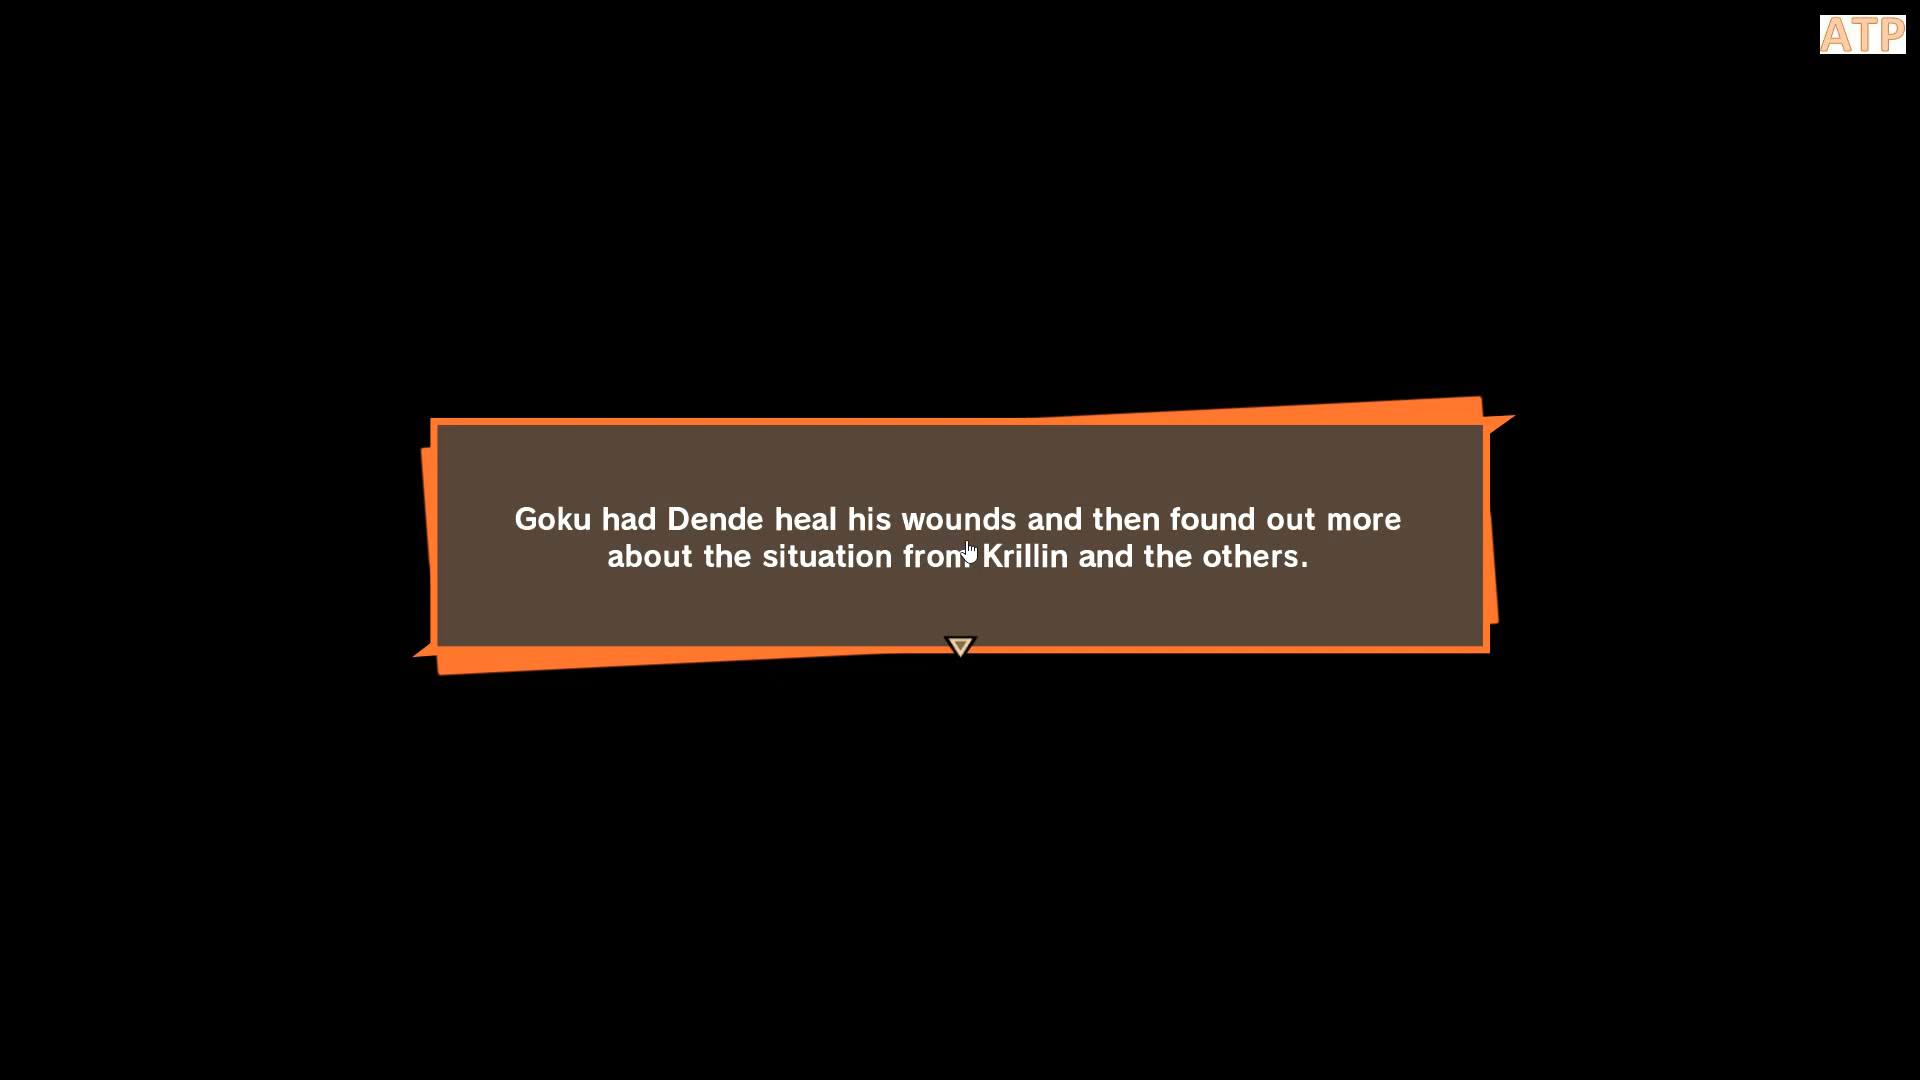 ATP
Goku had Dende heal his wounds and then found out more
about the situation from Krillin and the others.